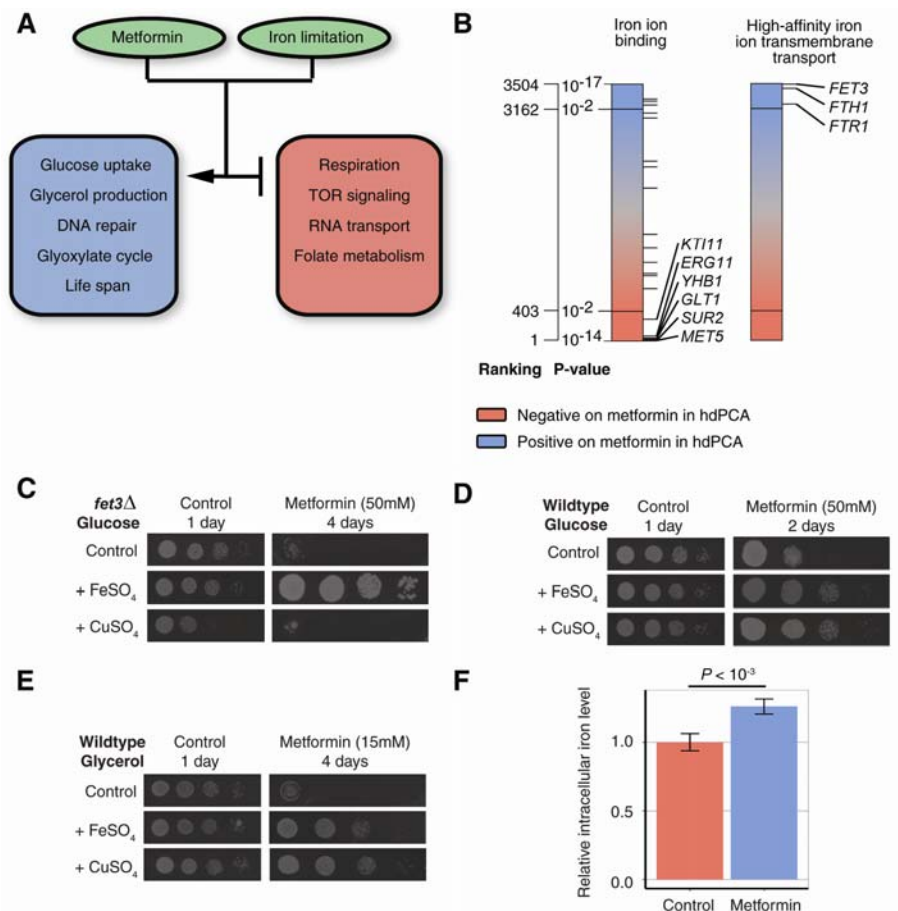 A
Metformin
Iron limitation
Glucose uptake
Glycerol production
DNA repair
Glyoxylate cycle
Life span
Respiration
TOR signaling
RNA transport
Folate metabolism
B
Iron ion
binding
High-affinity iron
ion transmembrane
transport
3504 10-17
3162 10-2
403 10-2
1 10-14
Ranking P-value
KTI11
ERG11
YHB1
GLT1
SUR2
MET5
FET3
FTH1
FTR1
Negative on metformin in hdPCA
Positive on metformin in hdPCA
C
fet3Δ
Glucose
Control
1 day
Metformin (50mM)
4 days
Control
+ FeSO4
+ CuSO4
D
Wildtype
Glucose
Control
1 day
Metformin (50mM)
2 days
Control
+ FeSO4
+ CuSO4
E
Wildtype
Glycerol
Control
1 day
Metformin (15mM)
4 days
Control
+ FeSO4
+ CuSO4
F
P < 10-3
Relative intracellular iron level
1.0
0.5
0.0
Control Metformin